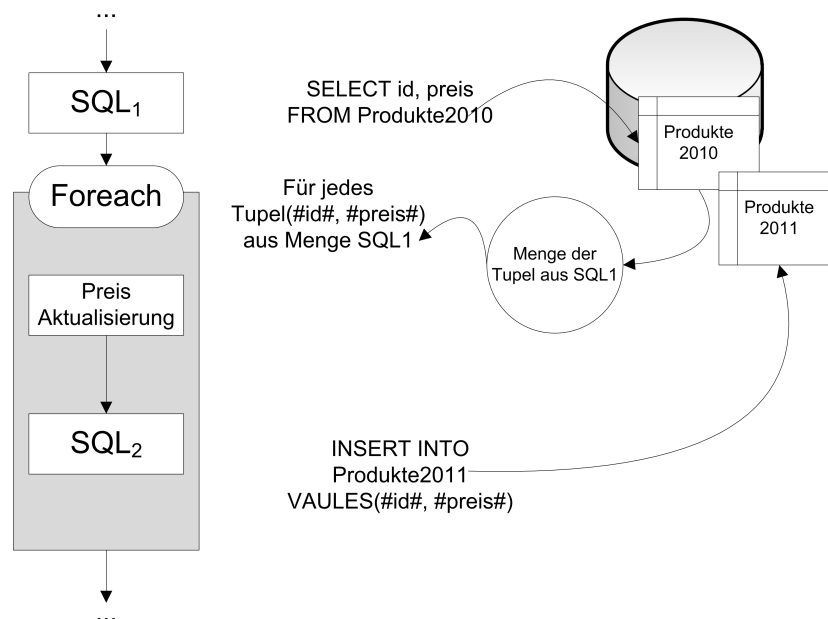 ...
SQL1
Foreach
Preis
Aktualisierung
SQL2
...
SELECT id, preis
FROM Produkte2010
Für jedes
Tupel(#id#, #preis#)
aus Menge SQL1
Menge der
Tupel aus SQL1
Produkte
2010
Produkte
2011
INSERT INTO
Produkte2011
VAULES(#id#, #preis#)